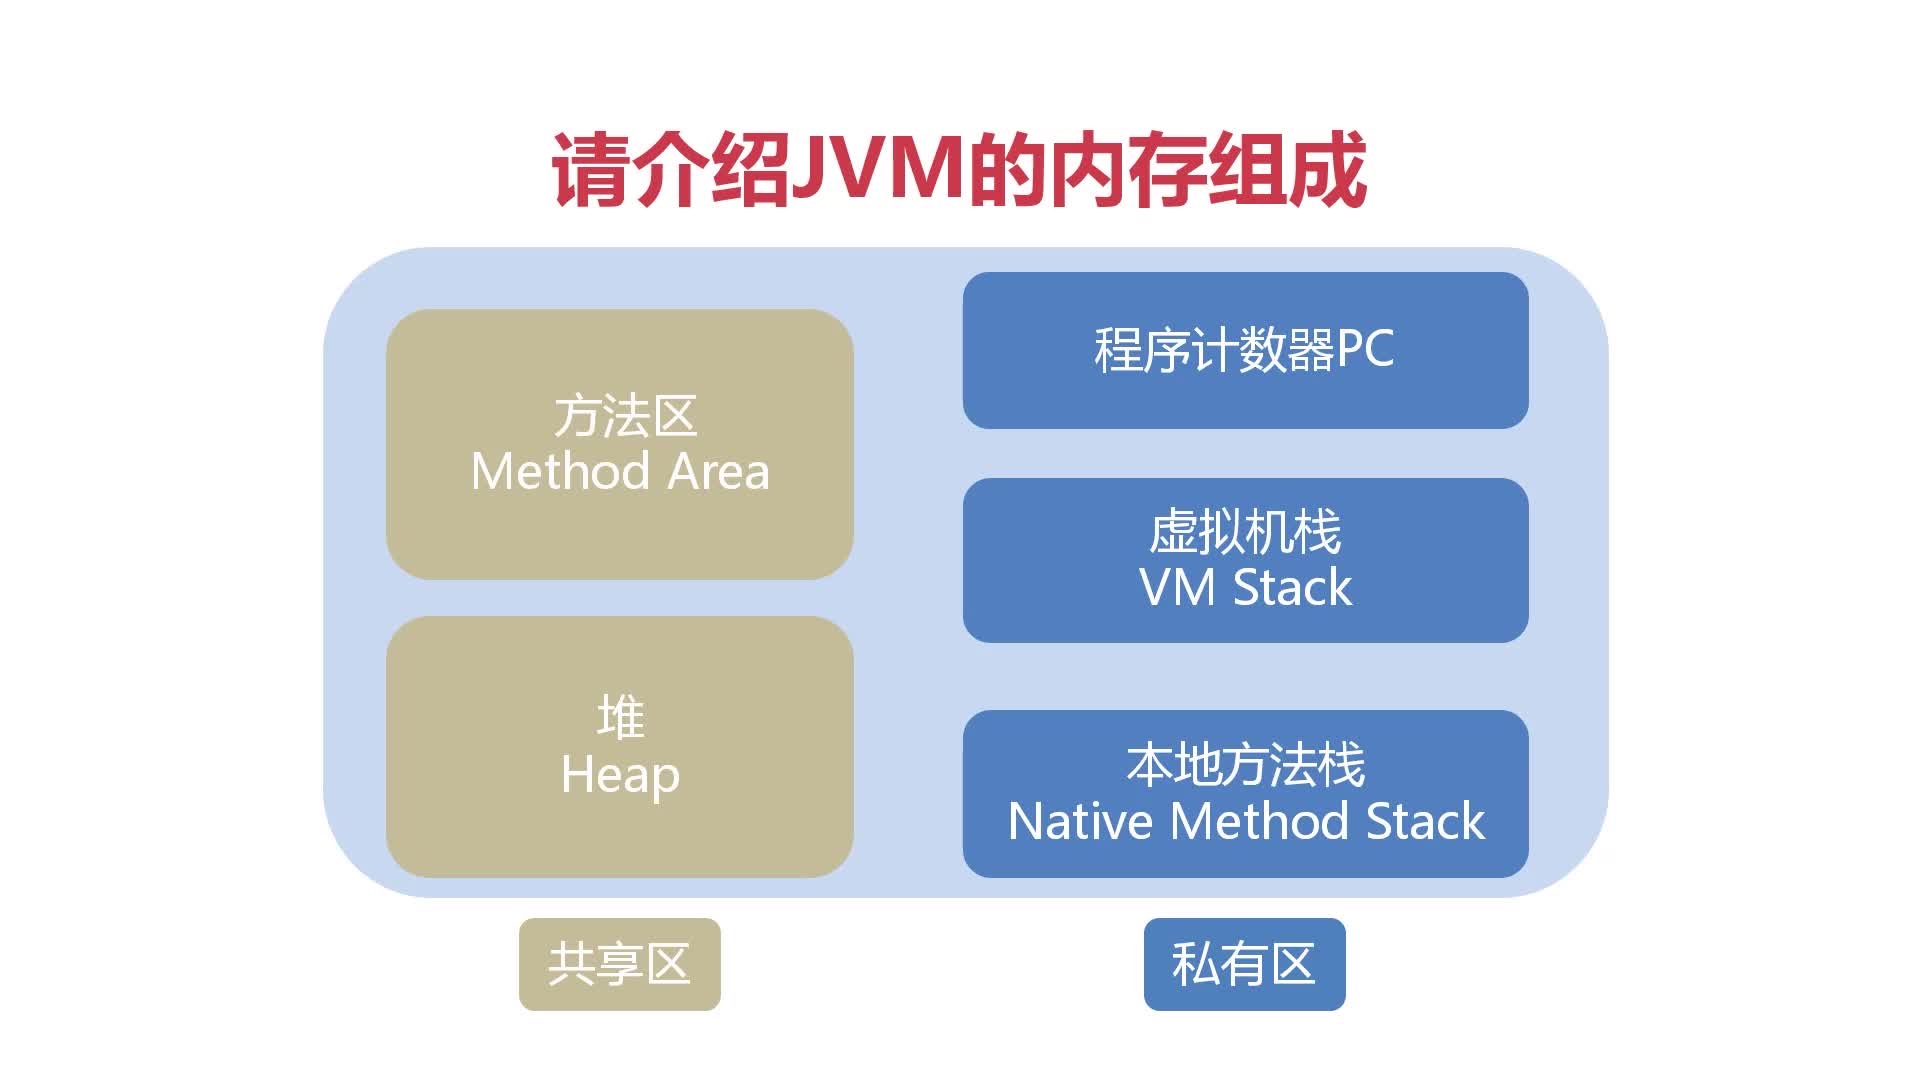 请介绍JVM的内存组成
方法区
Method Area
堆
Heap
程序计数器PC
虚拟机栈
VM Stack
本地方法栈
Native Method Stack
共享区
私有区